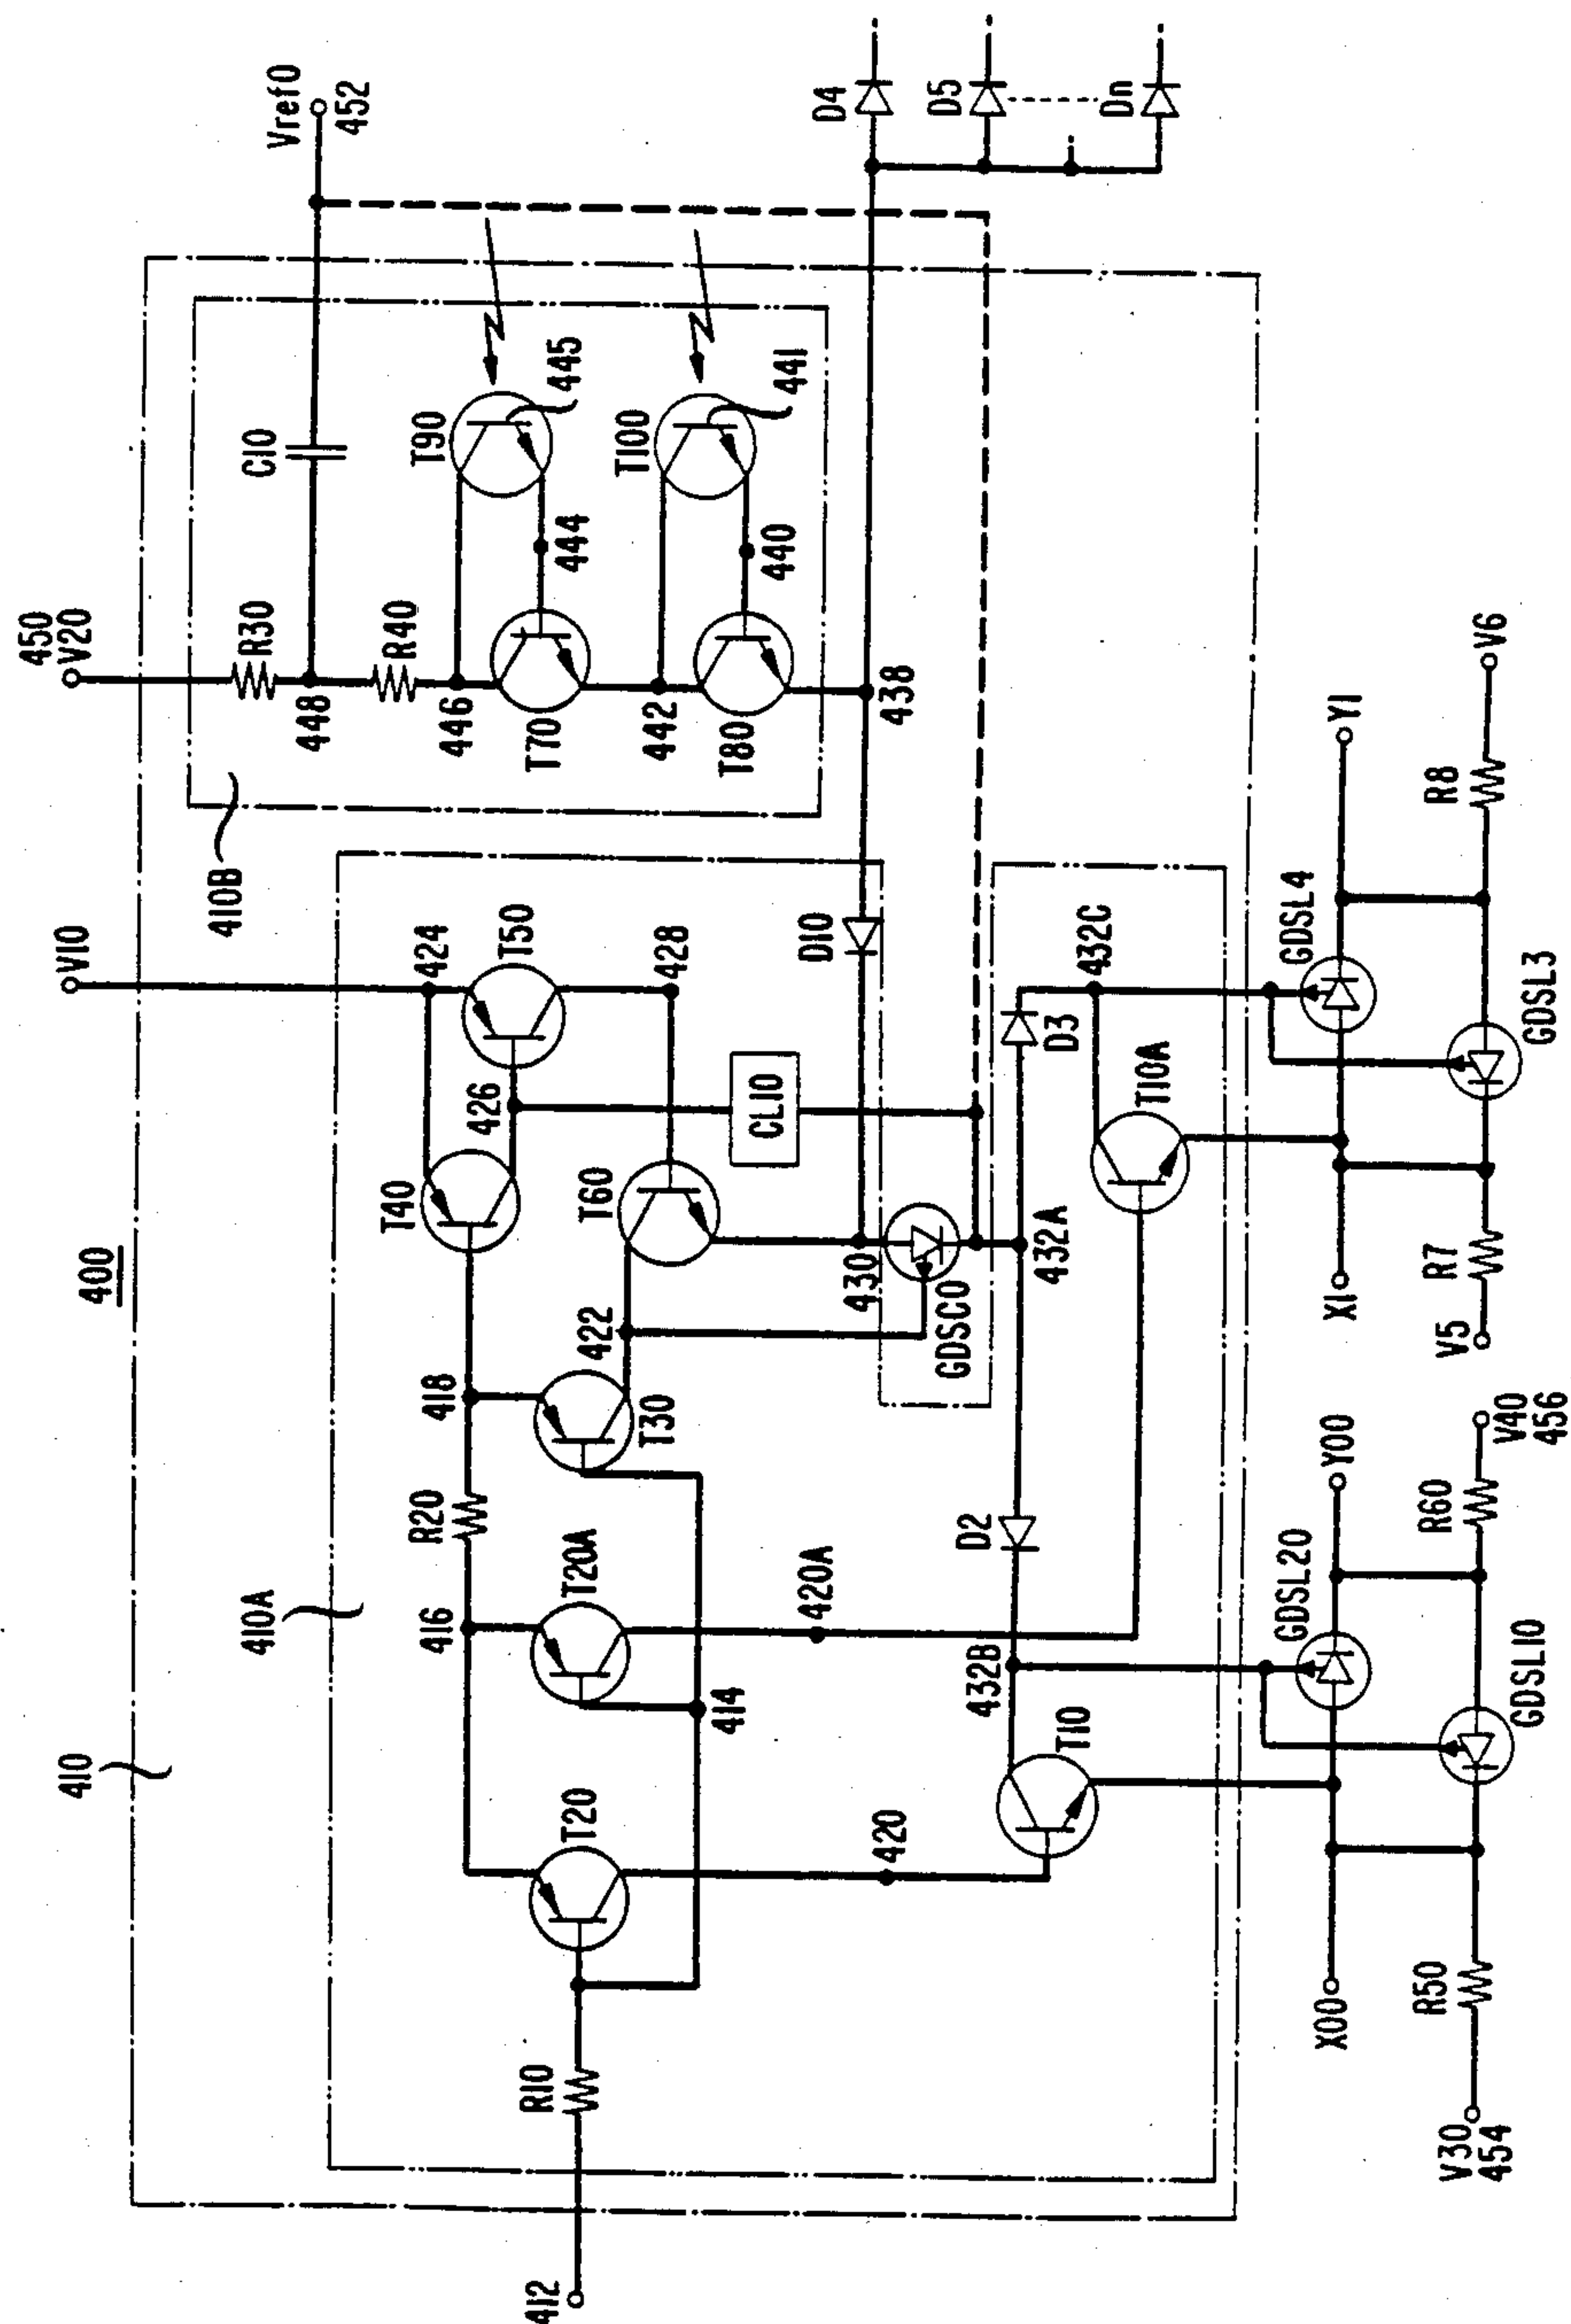 400
450
V20
V10
Vref0
452
R30
C10
448
R40
446
T90
445
T70
444
442
T100
441
T80
440
438
D4
D5
Dn
410
410A
410B
424
T50
T40
426
428
418
R20
416
T20
T20A
T30
422
T60
CL10
D10
430
GDSC0
432A
D3
432C
T10A
412
R10
414
420
420A
D2
432B
T10
X00
Y00
GDSL20
GDSL10
R50
V30
454
R60
V40
456
X1
Y1
GDSL4
GDSL3
R7
V5
R8
V6